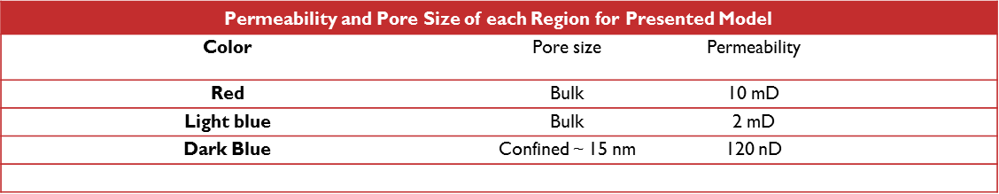 Permeability and Pore Size of each Region for Presented Model
Color Pore size Permeability
Red Bulk 10 mD
Light blue Bulk 2 mD
Dark Blue Confined ~ 15 nm 120 nD